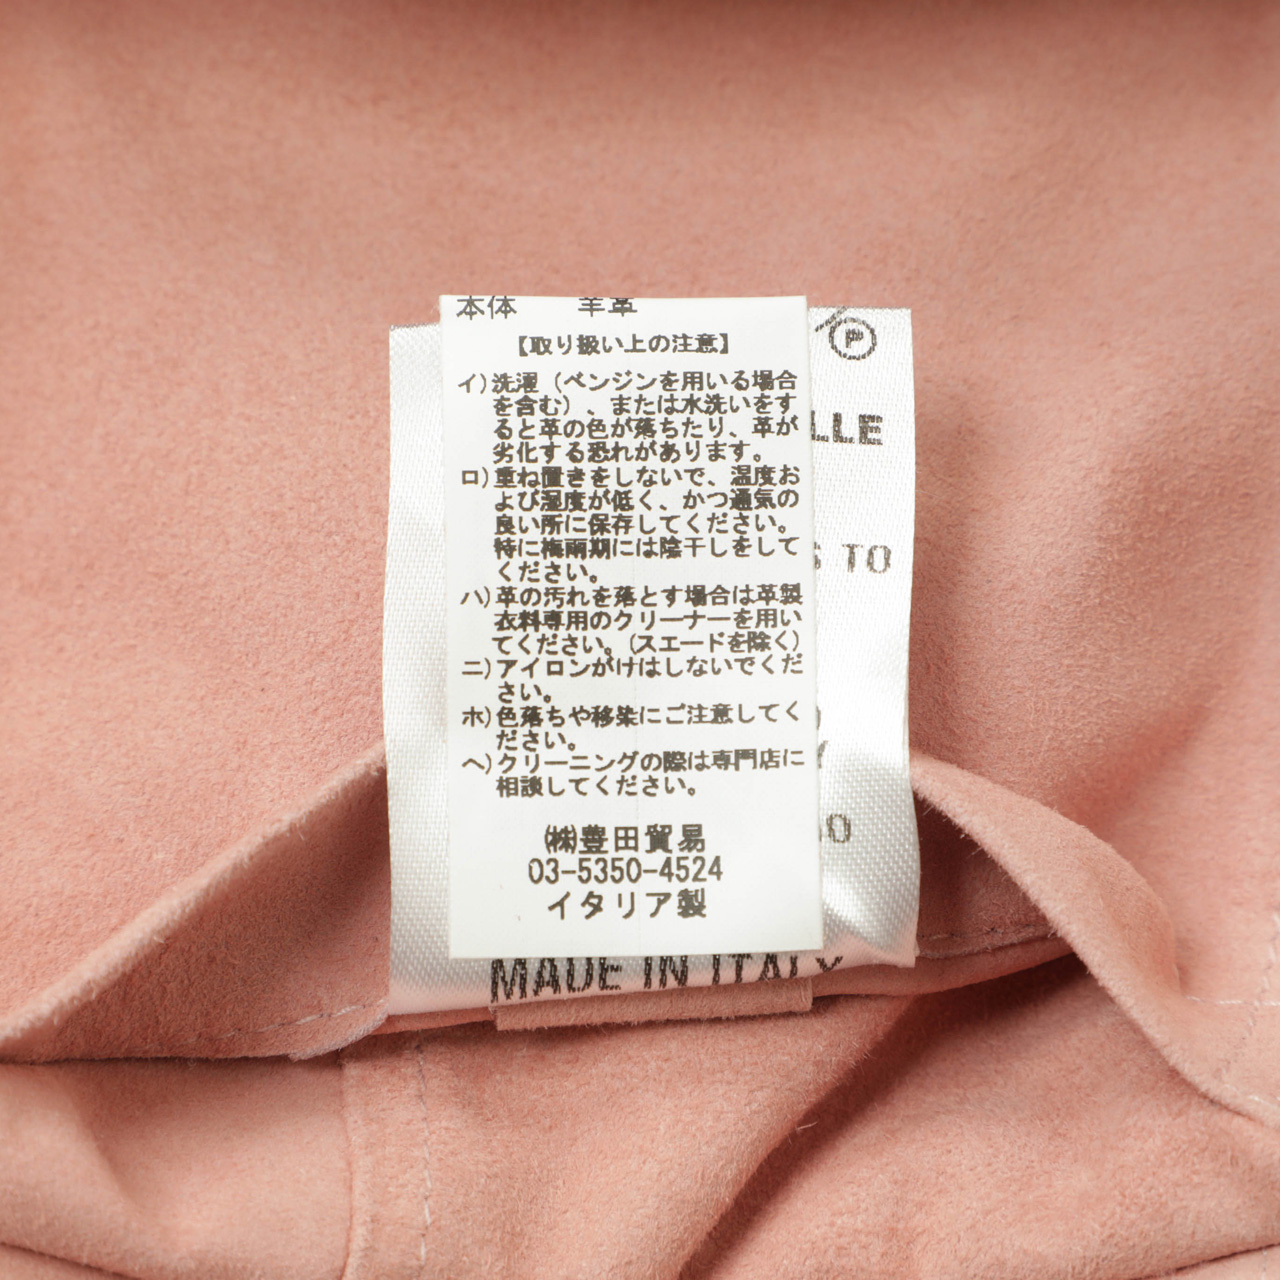 本体 羊革
【取り扱い上の注意】
イ)洗濯（ベンジンを用いる場合
を含む）、または水洗いをす
ると革の色が落ちたり、革が
劣化する恐れがあります。
ロ)重ね置きをしないで、温度お
よび湿度が低く、かつ通気の
良い所に保存してください。
特に梅雨期には陰干しをして
ください。
ハ)革の汚れを落とす場合は革製
衣料専用のクリーナーを用い
てください。(スエードを除く)
ニ)アイロンがけはしないでくだ
さい。
ホ)色落ちや移染にご注意してく
ださい。
ヘ)クリーニングの際は専門店に
相談してください。
㈱豊田貿易
03-5350-4524
イタリア製
P
LLE
S TO
MADE IN ITALY